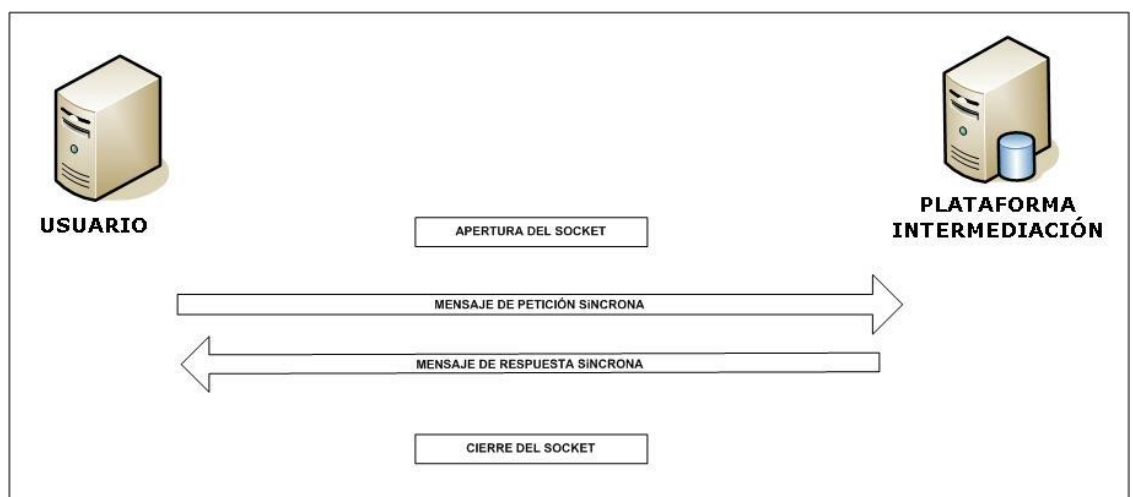 USUARIO
PLATAFORMA
INTERMEDIACIÓN
APERTURA DEL SOCKET
MENSAJE DE PETICIÓN SíNCRONA
MENSAJE DE RESPUESTA SíNCRONA
CIERRE DEL SOCKET